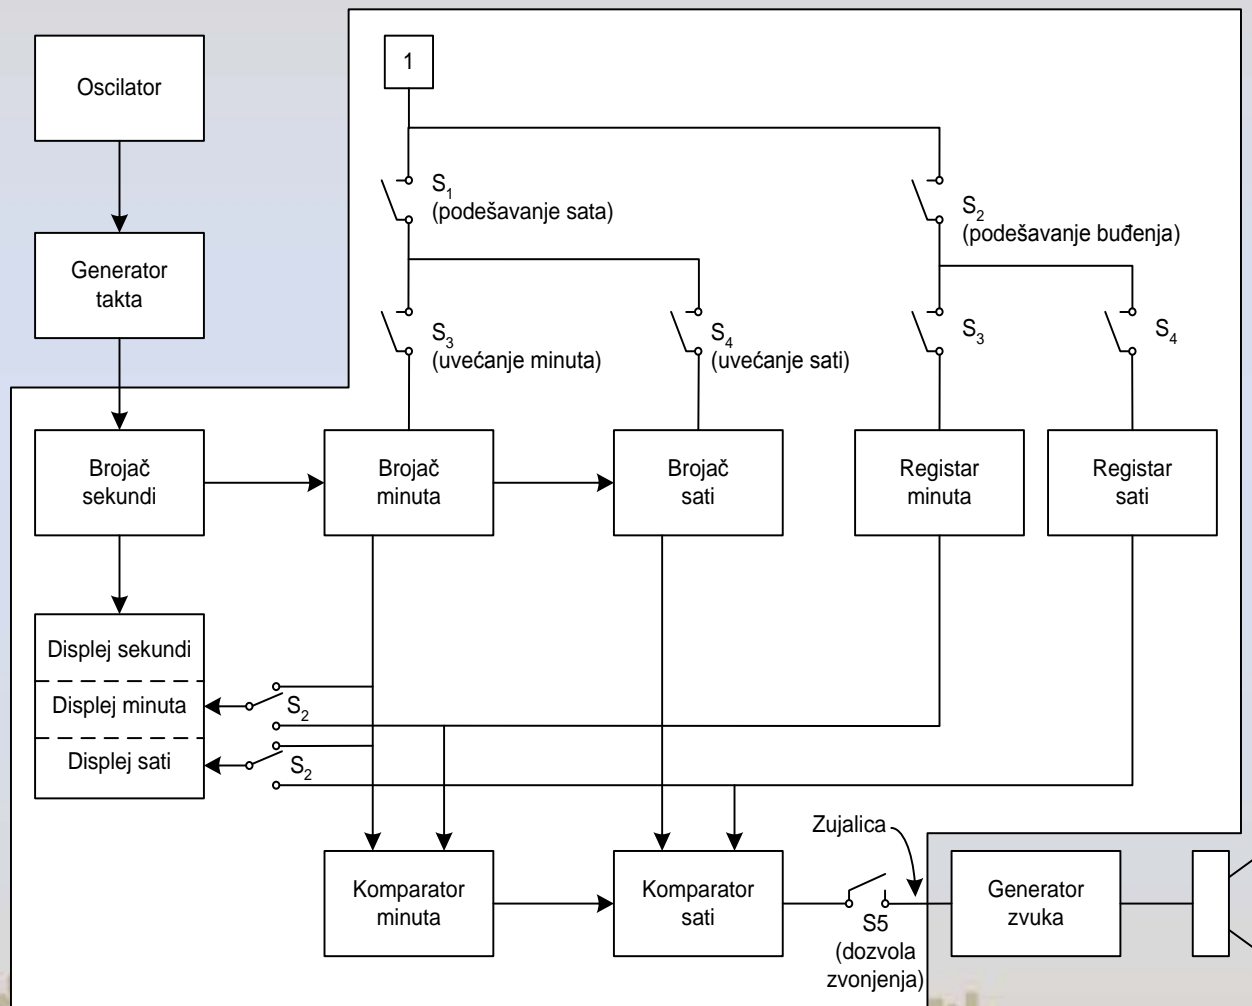 1
Oscilator
S1
(podešavanje sata)
S2
(podešavanje buđenja)
Generator
takta
S3
(uvećanje minuta)
S4
(uvećanje sati)
S3
S4
Brojač
sekundi
Brojač
minuta
Brojač
sati
Registar
minuta
Registar
sati
Displej sekundi
Displej minuta
S2
Displej sati
S2
Zujalica
Komparator
minuta
Komparator
sati
S5
(dozvola
zvonjenja)
Generator
zvuka